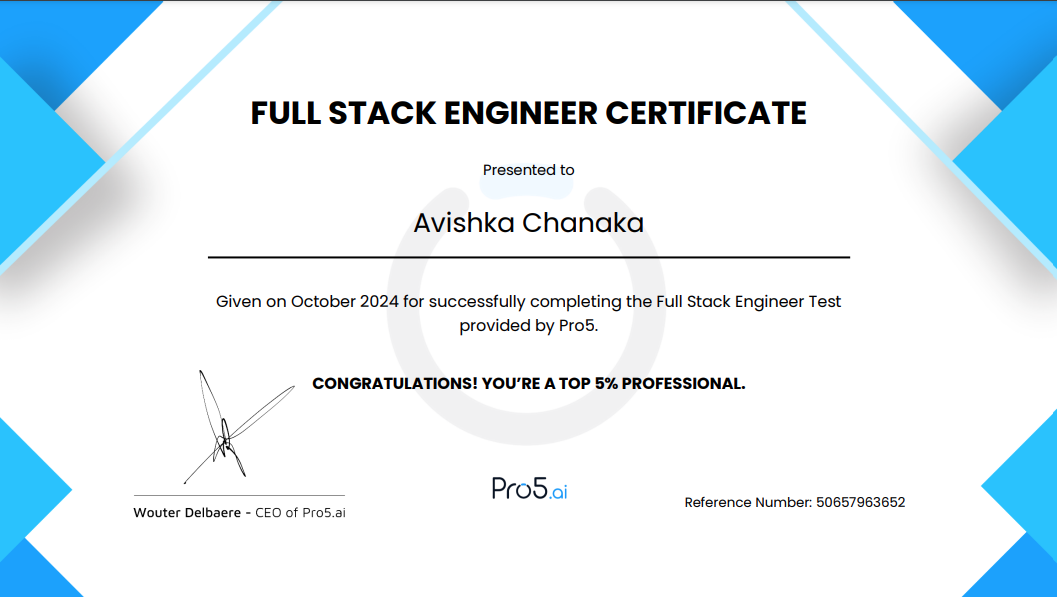 FULL STACK ENGINEER CERTIFICATE
Presented to
Avishka Chanaka
Given on October 2024 for successfully completing the Full Stack Engineer Test
provided by Pro5.
CONGRATULATIONS! YOU’RE A TOP 5% PROFESSIONAL.
Pro5.ai
Reference Number: 50657963652
Wouter Delbaere - CEO of Pro5.ai